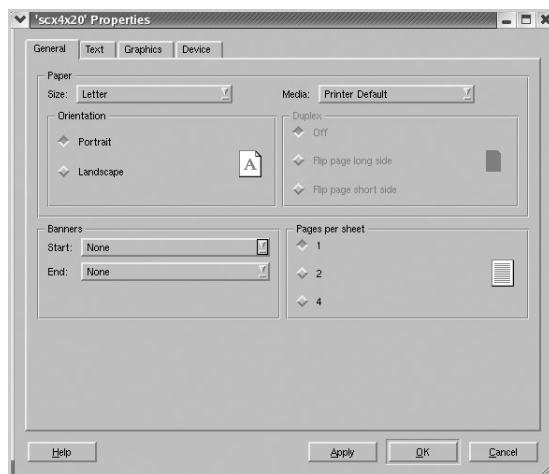 'scx4x20' Properties
General Text Graphics Device
Paper
Size: Letter Media: Printer Default
Orientation
Portrait
Landscape
A
Duplex
Off
Flip page long side
Flip page short side
Banners
Start: None
End: None
Pages per sheet
1
2
4
Help Apply OK Cancel